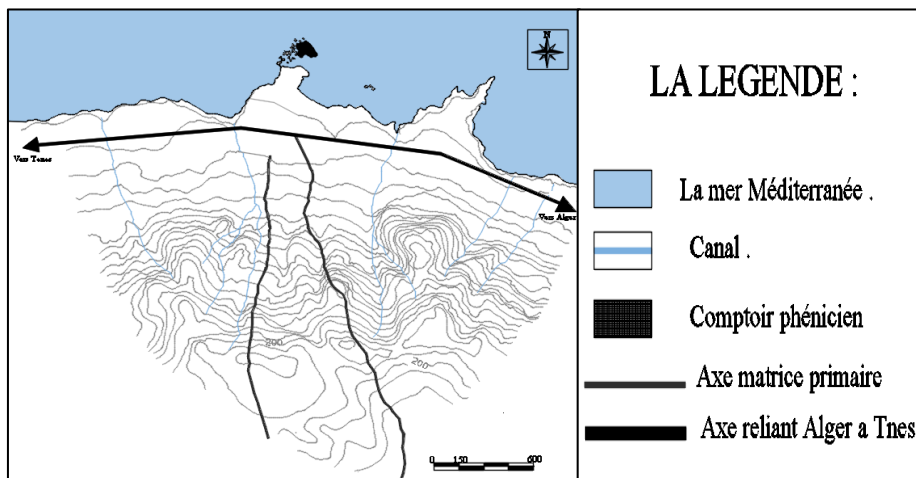 N
Vers Tenes
Vers Alger
200
200
0 150 600
LA LEGENDE :
La mer Méditerranée .
Canal .
Comptoir phénicien
Axe matrice primaire
Axe reliant Alger a Tnes